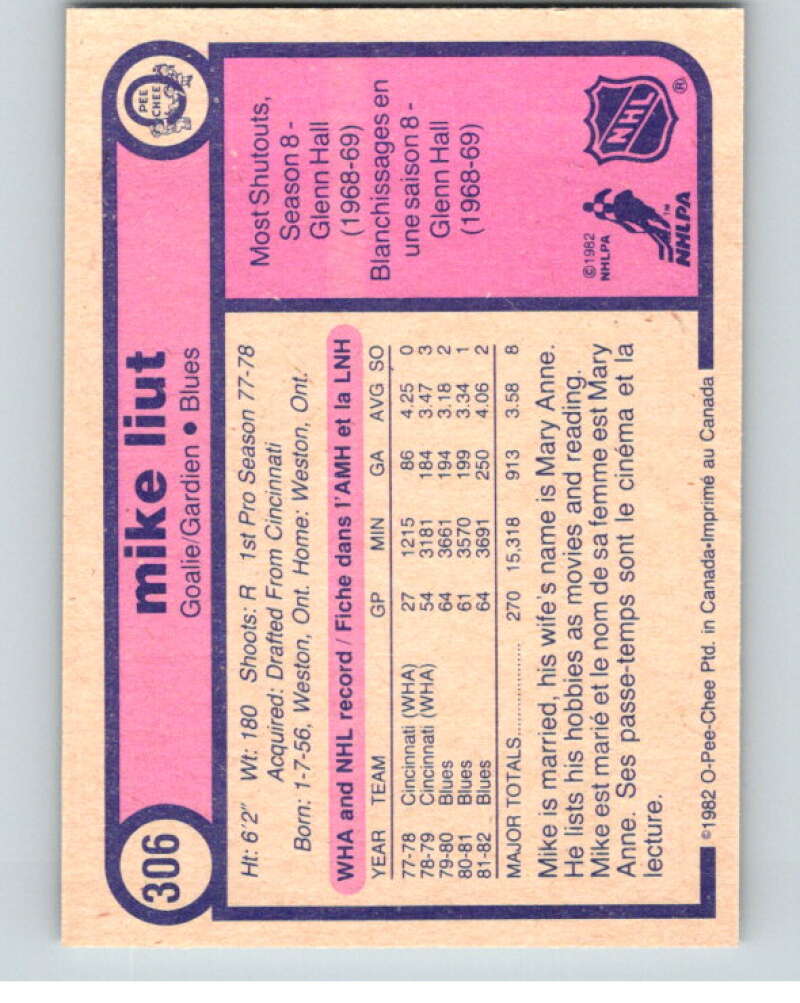 306
mike liut
Goalie/Gardien • Blues
PEE
CHEE
Ht: 6'2" Wt: 180 Shoots: R 1st Pro Season 77-78
Acquired: Drafted From Cincinnati
Born: 1-7-56, Weston, Ont. Home: Weston, Ont.
WHA and NHL record / Fiche dans l'AMH et la LNH
YEAR TEAM GP MIN GA AVG SO
77-78 Cincinnati (WHA) 27 1215 86 4.25 0
78-79 Cincinnati (WHA) 54 3181 184 3.47 3
79-80 Blues 64 3661 194 3.18 2
80-81 Blues 61 3570 199 3.34 1
81-82 Blues 64 3691 250 4.06 2
MAJOR TOTALS.................... 270 15,318 913 3.58 8
Mike is married, his wife's name is Mary Anne.
He lists his hobbies as movies and reading.
Mike est marié et le nom de sa femme est Mary
Anne. Ses passe-temps sont le cinéma et la
lecture.
Most Shutouts,
Season 8 -
Glenn Hall
(1968-69)
Blanchissages en
une saison 8 -
Glenn Hall
(1968-69)
©1982
NHLPA
NHLPA™
NHL®
©1982 O-Pee-Chee Ptd. in Canada-Imprimé au Canada